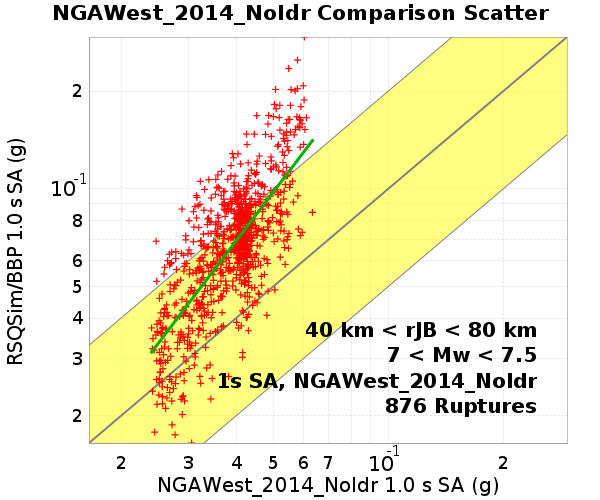 NGAWest_2014_NoIdr Comparison Scatter
RSQSim/BBP 1.0 s SA (g)
2
10-1
8
6
5
4
3
2
40 km < rJB < 80 km
7 < Mw < 7.5
1s SA, NGAWest_2014_NoIdr
876 Ruptures
2 3 4 5 6 7 10-1 2
NGAWest_2014_NoIdr 1.0 s SA (g)